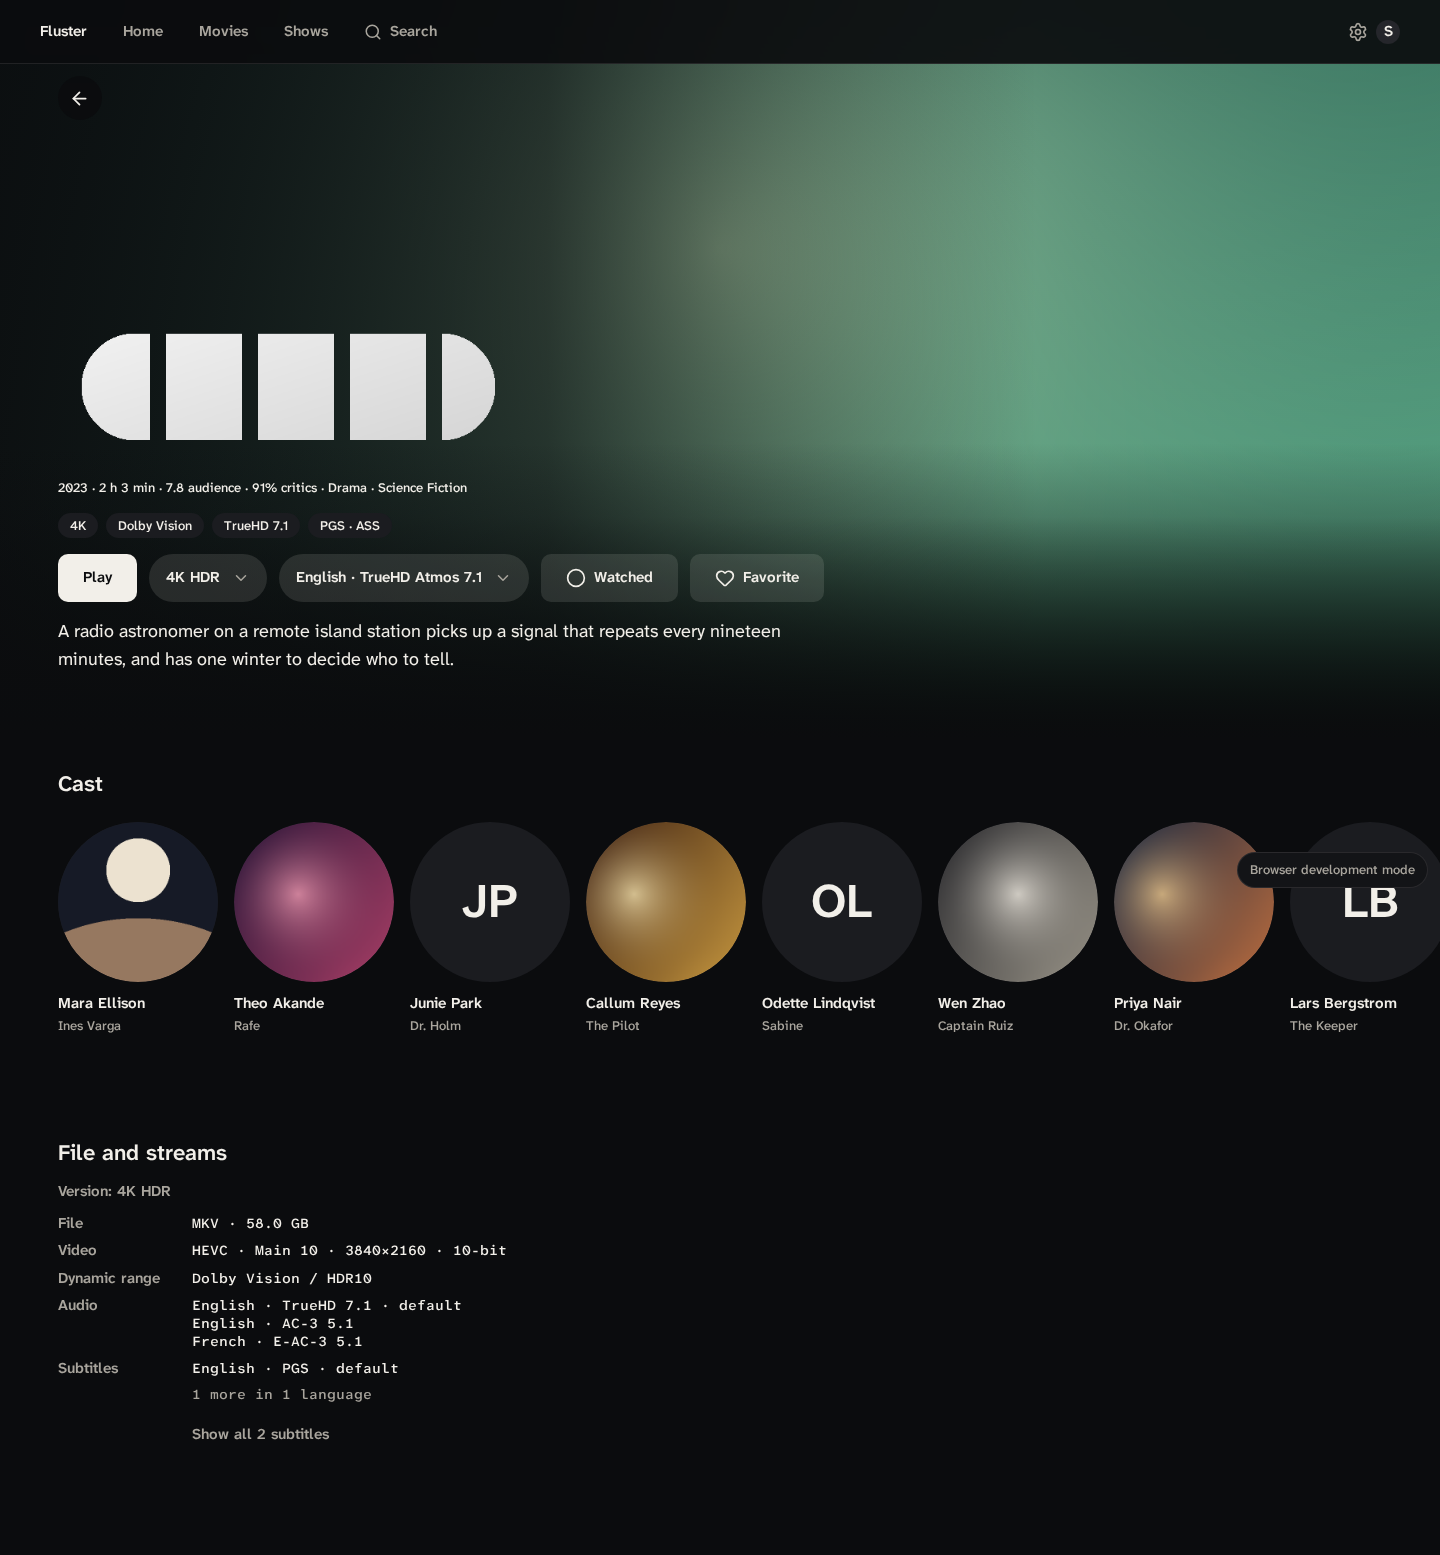 Fluster Home Movies Shows Search S
2023 · 2 h 3 min · 7.8 audience · 91% critics · Drama · Science Fiction
4K Dolby Vision TrueHD 7.1 PGS · ASS
Play 4K HDR English · TrueHD Atmos 7.1 Watched Favorite
A radio astronomer on a remote island station picks up a signal that repeats every nineteen
minutes, and has one winter to decide who to tell.
Cast
Browser development mode
JP OL LB
Mara Ellison Theo Akande Junie Park Callum Reyes Odette Lindqvist Wen Zhao Priya Nair Lars Bergstrom
Ines Varga Rafe Dr. Holm The Pilot Sabine Captain Ruiz Dr. Okafor The Keeper
File and streams
Version: 4K HDR
File MKV · 58.0 GB
Video HEVC · Main 10 · 3840×2160 · 10-bit
Dynamic range Dolby Vision / HDR10
Audio English · TrueHD 7.1 · default
English · AC-3 5.1
French · E-AC-3 5.1
Subtitles English · PGS · default
1 more in 1 language
Show all 2 subtitles